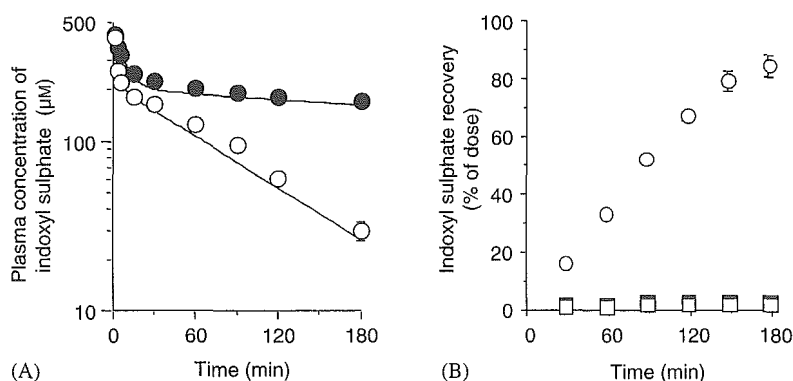 500
100
10
0
60
120
180
Time (min)
Plasma concentration of
indoxyl sulphate (µM)
(A)
100
80
60
40
20
0
0
60
120
180
Time (min)
Indoxyl sulphate recovery
(% of dose)
(B)